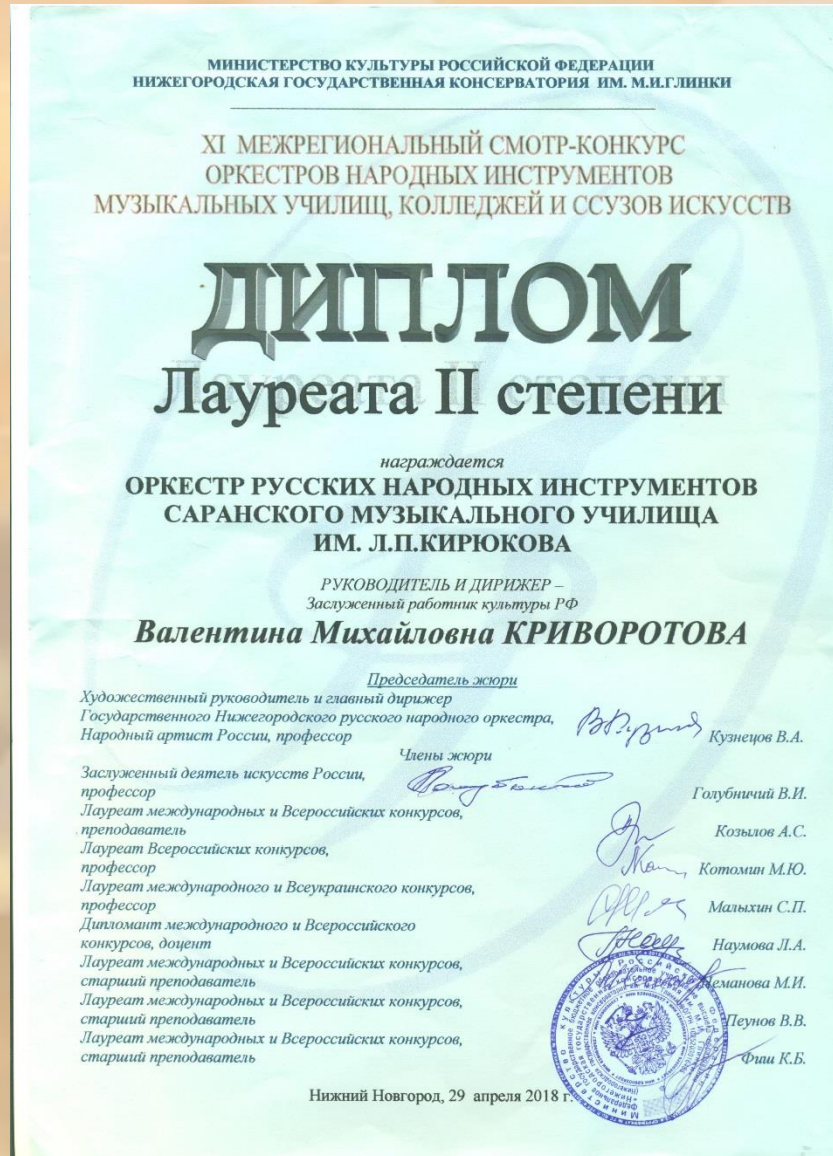 МИНИСТЕРСТВО КУЛЬТУРЫ РОССИЙСКОЙ ФЕДЕРАЦИИ
НИЖЕГОРОДСКАЯ ГОСУДАРСТВЕННАЯ КОНСЕРВАТОРИЯ ИМ. М.И.ГЛИНКИ
XI МЕЖРЕГИОНАЛЬНЫЙ СМОТР-КОНКУРС
ОРКЕСТРОВ НАРОДНЫХ ИНСТРУМЕНТОВ
МУЗЫКАЛЬНЫХ УЧИЛИЩ, КОЛЛЕДЖЕЙ И ССУЗОВ ИСКУССТВ
ДИПЛОМ
Лауреата II степени
награждается
ОРКЕСТР РУССКИХ НАРОДНЫХ ИНСТРУМЕНТОВ
САРАНСКОГО МУЗЫКАЛЬНОГО УЧИЛИЩА
ИМ. Л.П.КИРЮКОВА
РУКОВОДИТЕЛЬ И ДИРИЖЕР –
Заслуженный работник культуры РФ
Валентина Михайловна КРИВОРОТОВА
Председатель жюри
Художественный руководитель и главный дирижер
Государственного Нижегородского русского народного оркестра,
Народный артист России, профессор Кузнецов В.А.
Члены жюри
Заслуженный деятель искусств России,
профессор Голубничий В.И.
Лауреат международных и Всероссийских конкурсов,
преподаватель Козылов А.С.
Лауреат Всероссийских конкурсов,
профессор Котомин М.Ю.
Лауреат международного и Всеукраинского конкурсов,
профессор Малыхин С.П.
Дипломант международного и Всероссийского
конкурсов, доцент Наумова Л.А.
Лауреат международных и Всероссийских конкурсов,
старший преподаватель М.И.
Лауреат международных и Всероссийских конкурсов,
старший преподаватель Пеунов В.В.
Лауреат международных и Всероссийских конкурсов,
старший преподаватель Фиш К.Б.
Нижний Новгород, 29 апреля 2018 г.